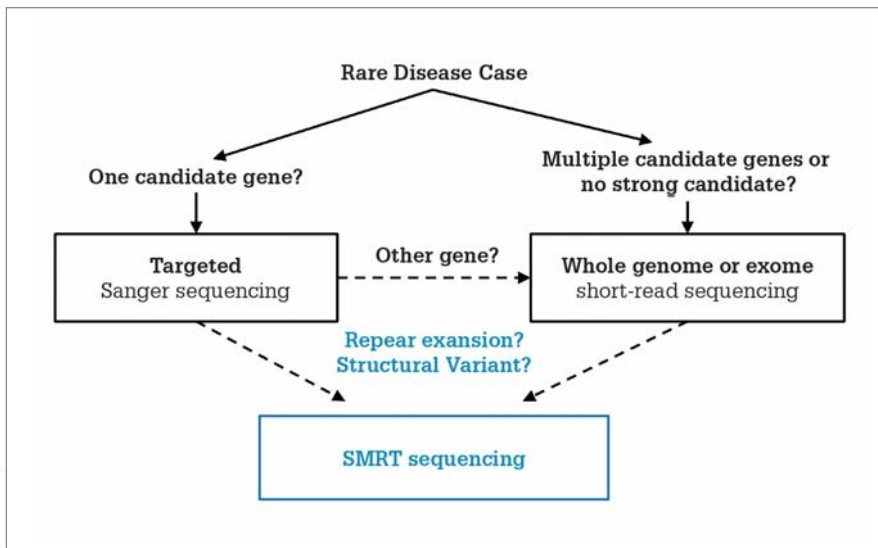 Rare Disease Case
One candidate gene?
Multiple candidate genes or
no strong candidate?
Targeted
Sanger sequencing
Other gene?
Whole genome or exome
short-read sequencing
Repear exansion?
Structural Variant?
SMRT sequencing